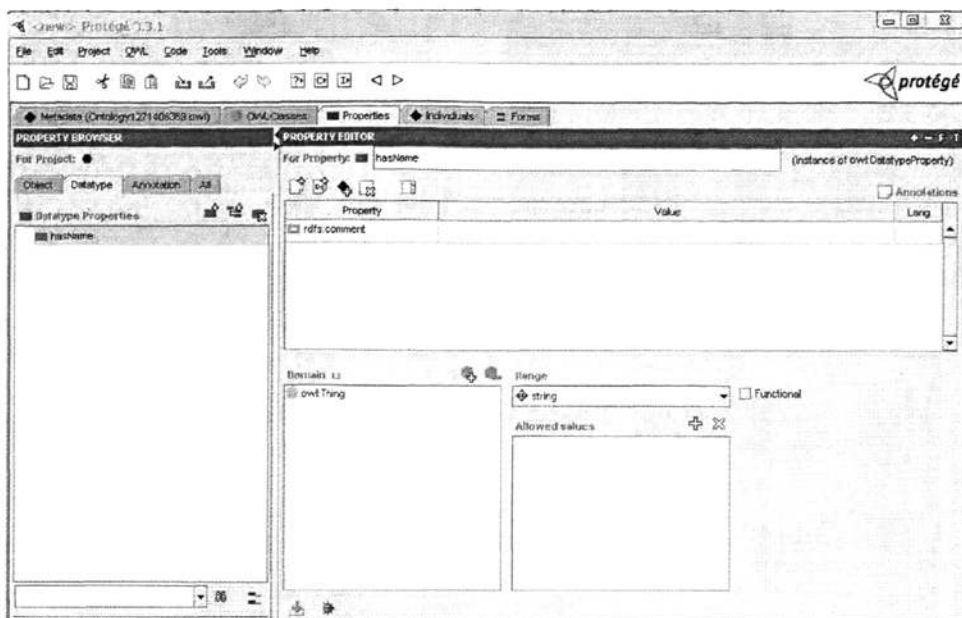 <new> Protégé 3.3.1
File Edit Project OWL Code Tools Window Help
protégé
Metadata (Ontology1271406369.owl) OWLClasses Properties Individuals Forms
PROPERTY BROWSER
For Project:
Object Datatype Annotation All
Datatype Properties
hasName
PROPERTY EDITOR
For Property: hasName (instance of owl:DatatypeProperty)
Annotations
Property Value Lang
rdfs:comment
Domain
owl:Thing
Range
string
Functional
Allowed values